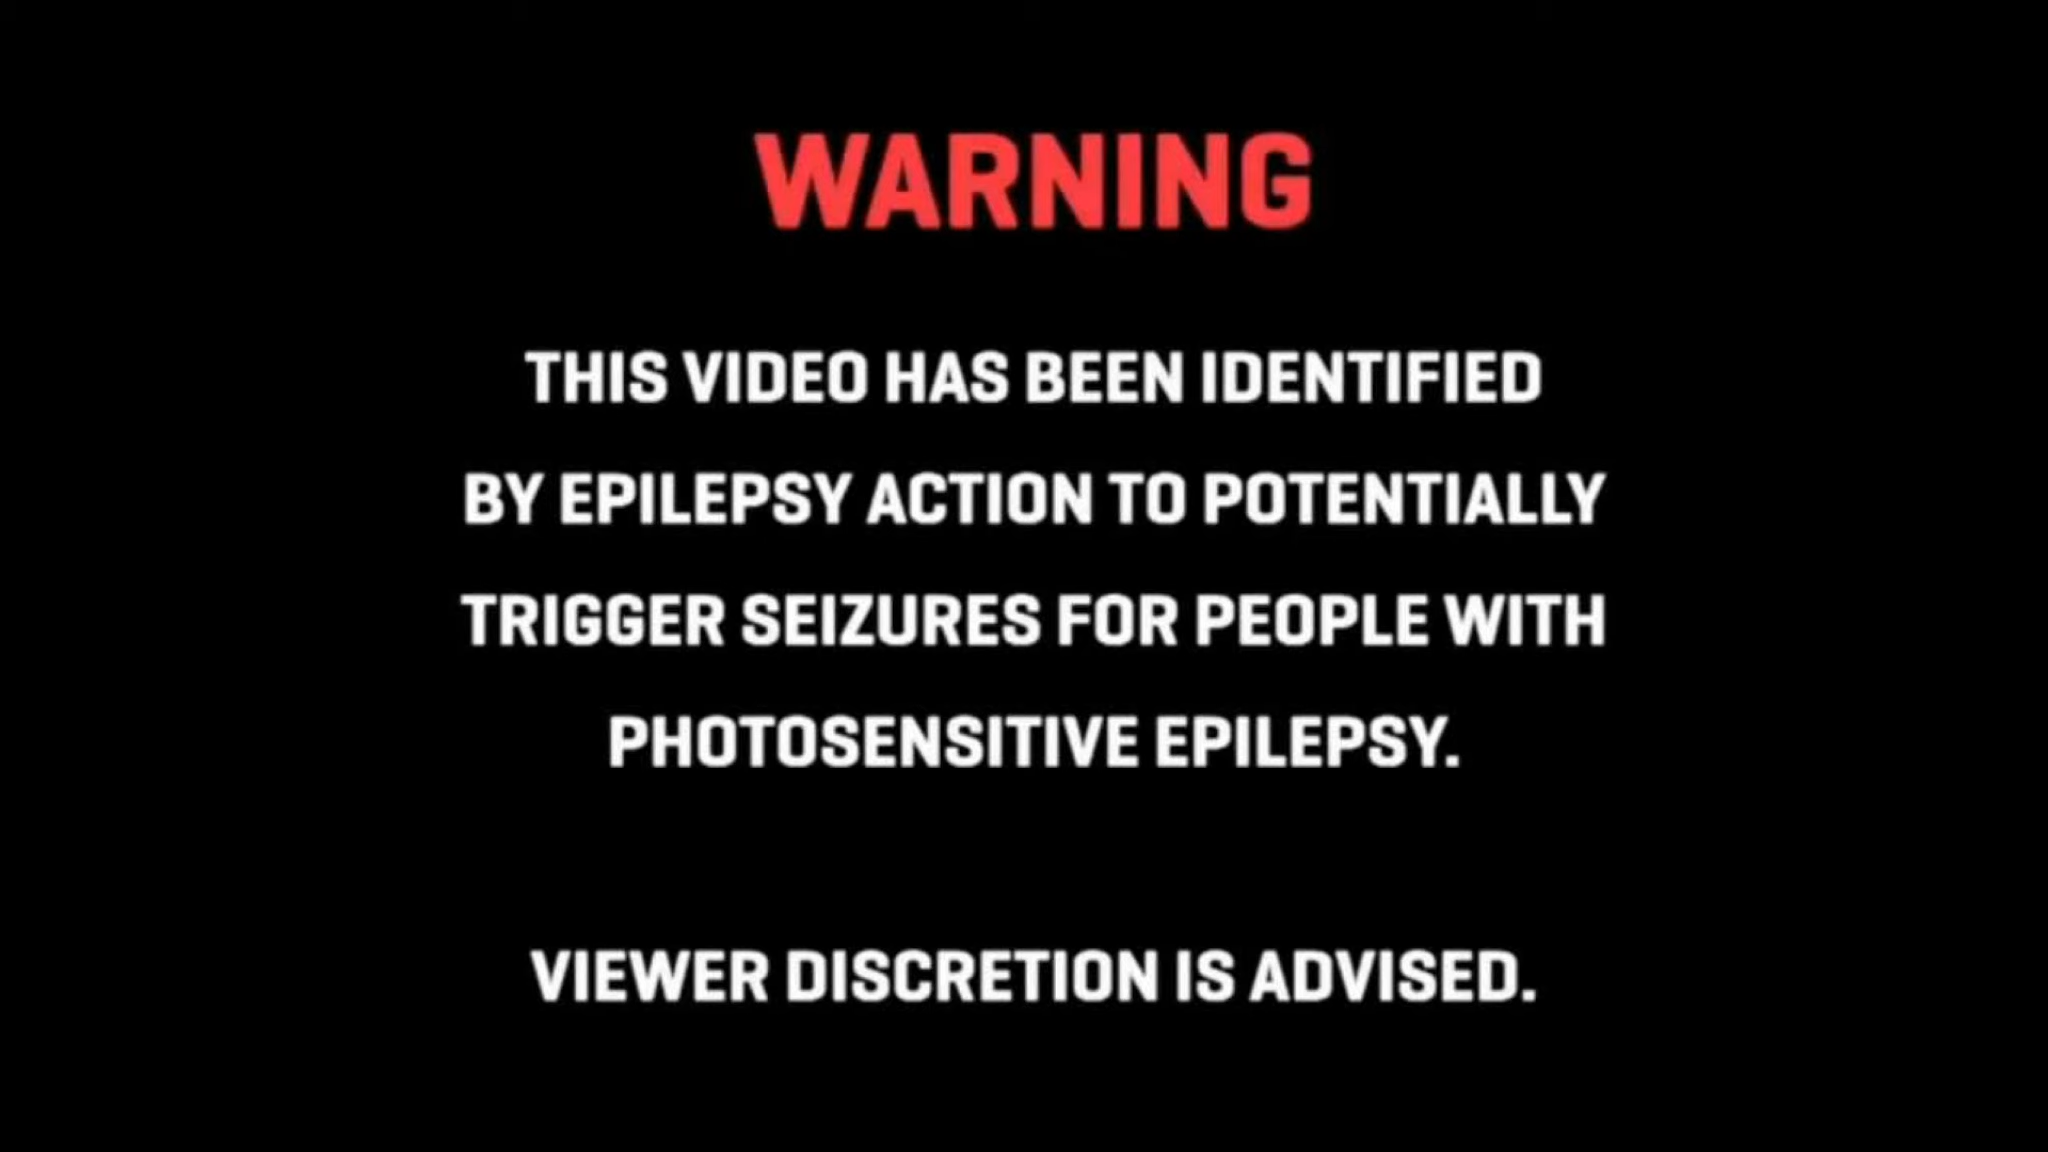 WARNING
THIS VIDEO HAS BEEN IDENTIFIED
BY EPILEPSY ACTION TO POTENTIALLY
TRIGGER SEIZURES FOR PEOPLE WITH
PHOTOSENSITIVE EPILEPSY.
VIEWER DISCRETION IS ADVISED.